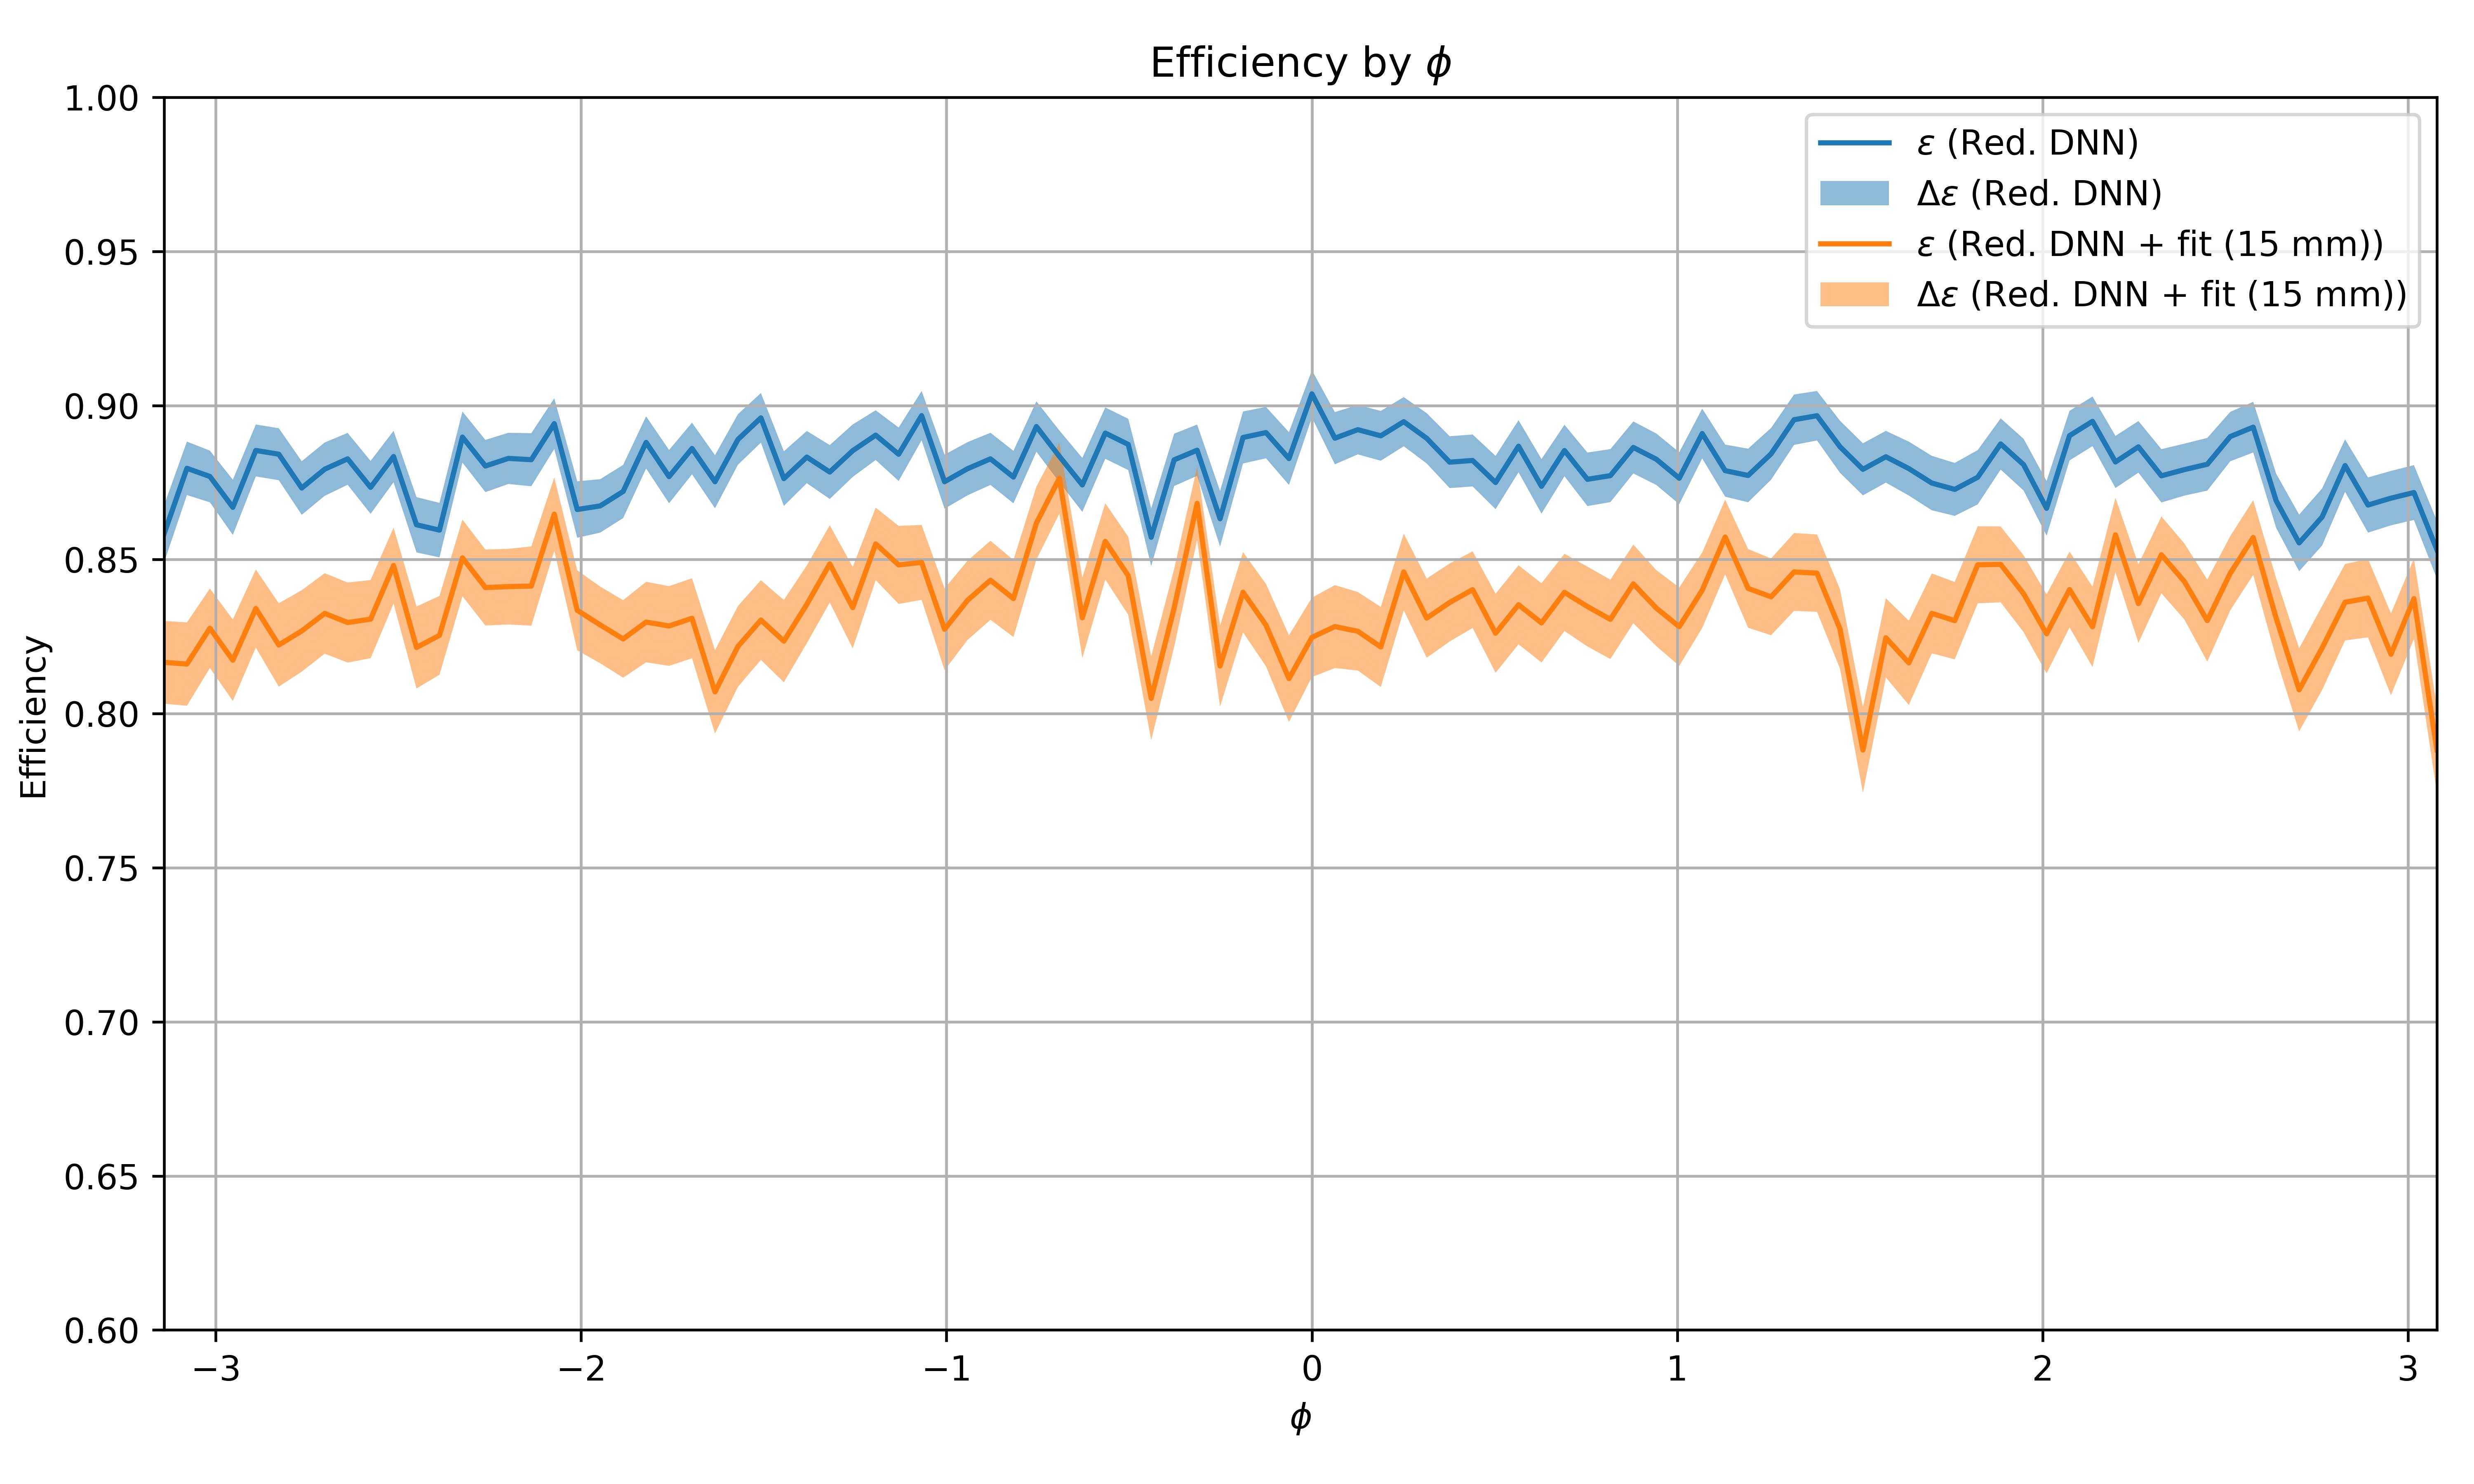 Efficiency by ϕ
1.00
0.95
0.90
0.85
0.80
0.75
0.70
0.65
0.60
Efficiency
ε (Red. DNN)
Δε (Red. DNN)
ε (Red. DNN + fit (15 mm))
Δε (Red. DNN + fit (15 mm))
−3 −2 −1 0 1 2 3
ϕ